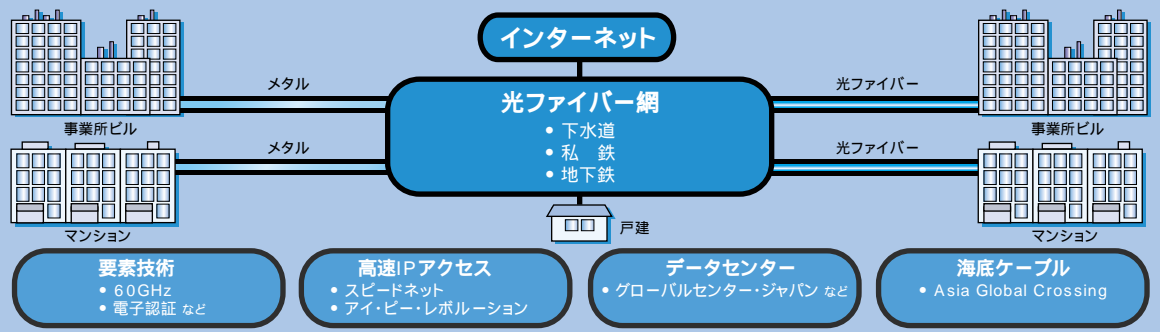 インターネット
メタル
光ファイバー
光ファイバー網
• 下水道
• 私 鉄
• 地下鉄
事業所ビル
事業所ビル
メタル
光ファイバー
マンション
戸建
マンション
要素技術
• 60GHz
• 電子認証 など
高速IPアクセス
• スピードネット
• アイ・ピー・レボルーション
データセンター
• グローバルセンター・ジャパン など
海底ケーブル
• Asia Global Crossing